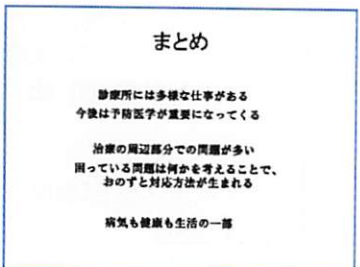 まとめ
診療所には多様な仕事がある
今後は予防医学が重要になってくる
治療の周辺部分での問題が多い
困っている問題は何かを考えることで、
おのずと対応方法が生まれる
病気も健康も生活の一部